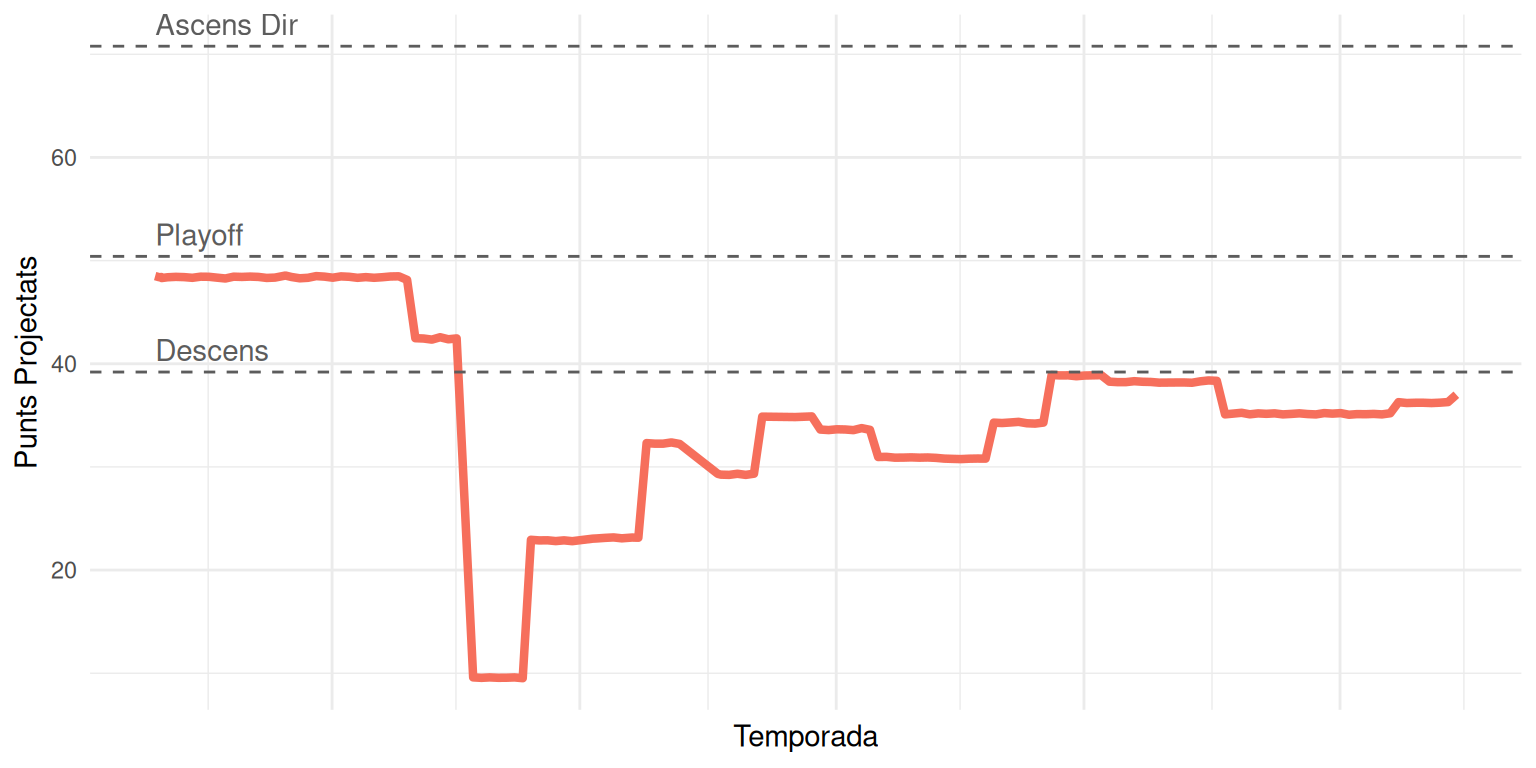 Ascens Dir
60
Playoff
Descens
40
20
Punts Projectats
Temporada